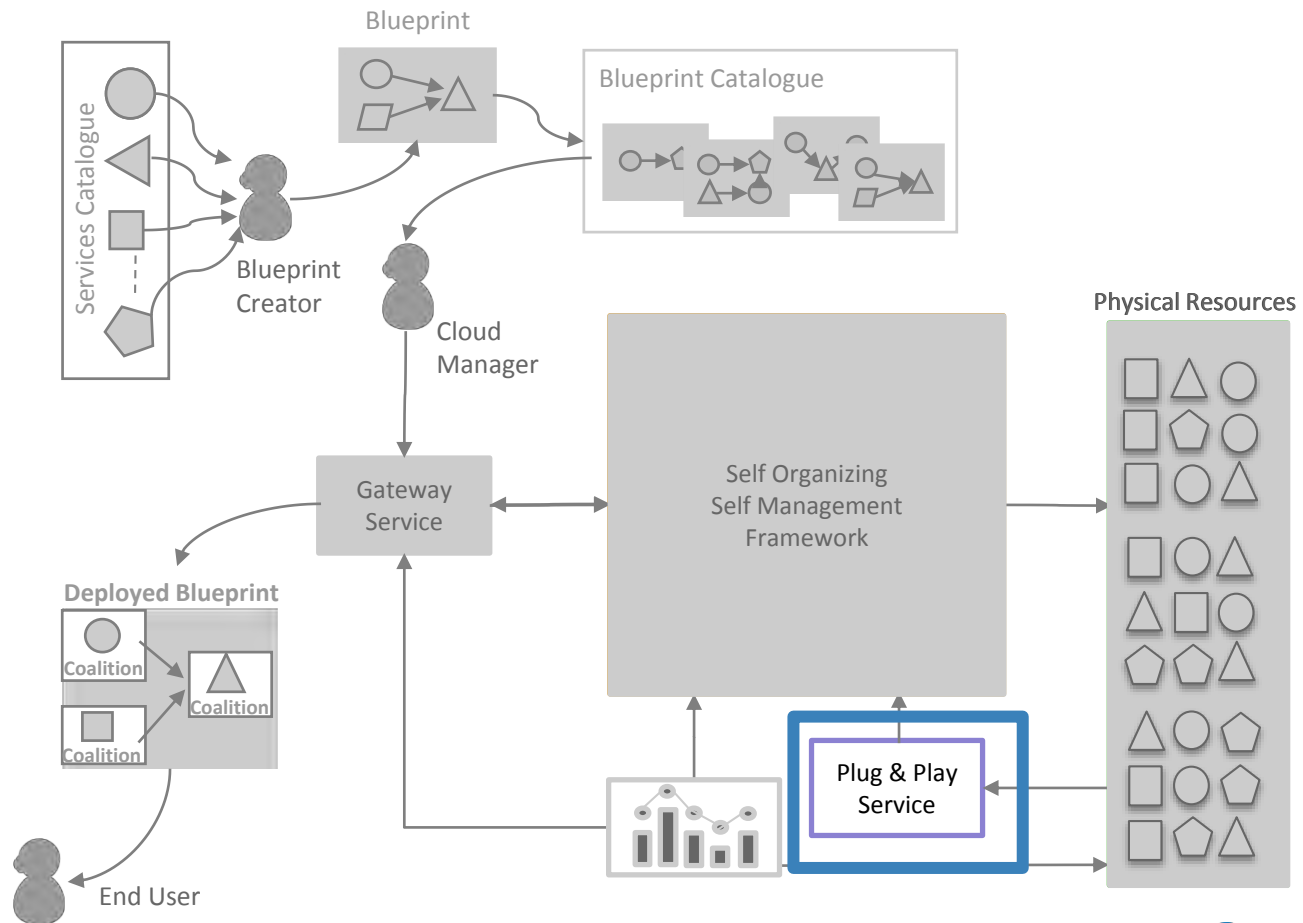 Blueprint
Services Catalogue
Blueprint Catalogue
Blueprint
Creator
Cloud
Manager
Physical Resources
Gateway
Service
Self Organizing
Self Management
Framework
Deployed Blueprint
Coalition
Coalition
Coalition
Plug & Play
Service
End User